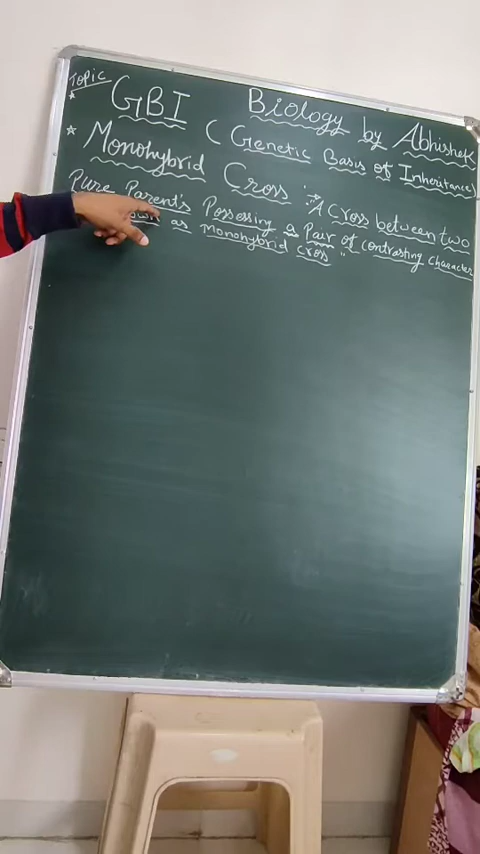 Topic Biology by Abhishek
* GBI ( Genetic Basis of Inheritance)
* Monohybrid Cross :→ "A Cross between two
Pure Parent's Possessing a Pair of contrasting character
as Monohybrid cross"